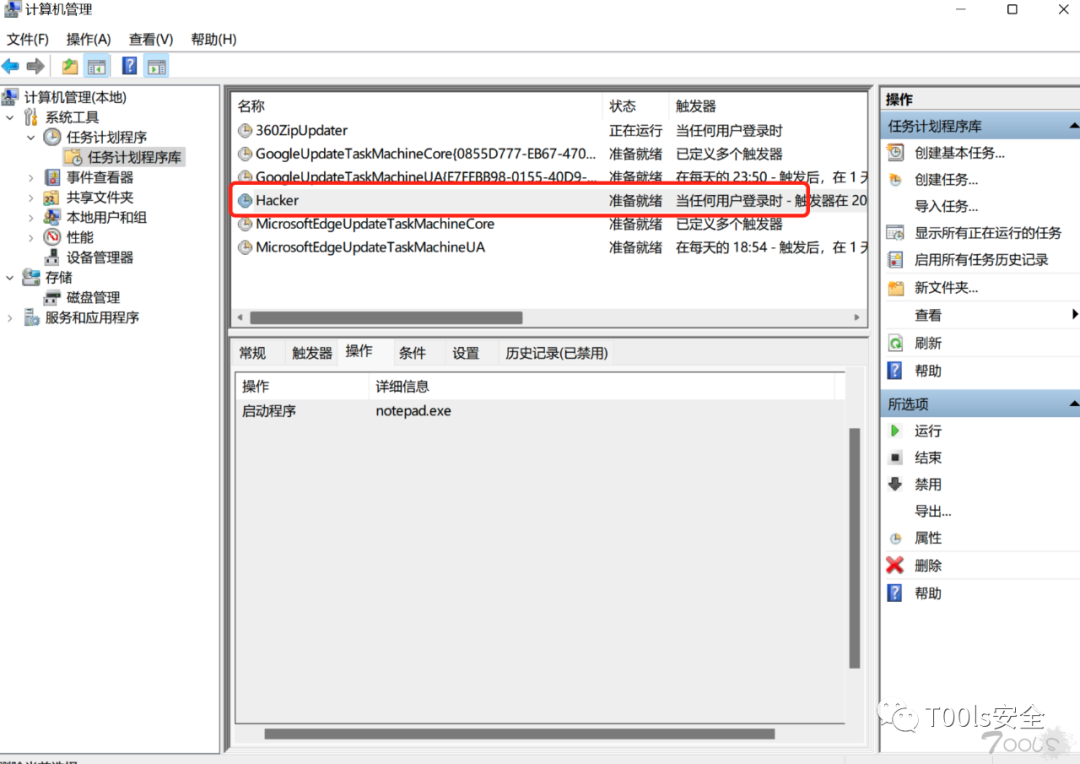 计算机管理
文件(F) 操作(A) 查看(V) 帮助(H)
计算机管理(本地)
系统工具
任务计划程序
任务计划程序库
事件查看器
共享文件夹
本地用户和组
性能
设备管理器
存储
磁盘管理
服务和应用程序
名称 状态 触发器
360ZipUpdater 正在运行 当任何用户登录时
GoogleUpdateTaskMachineCore{0855D777-EB67-470... 准备就绪 已定义多个触发器
GoogleUpdateTaskMachineUA{F7FFBB98-0155-40D9-... 准备就绪 在每天的 23:50 - 触发后，在 1 天
Hacker 准备就绪 当任何用户登录时 - 触发器在 20
MicrosoftEdgeUpdateTaskMachineCore 准备就绪 已定义多个触发器
MicrosoftEdgeUpdateTaskMachineUA 准备就绪 在每天的 18:54 - 触发后，在 1 天
常规 触发器 操作 条件 设置 历史记录(已禁用)
操作 详细信息
启动程序 notepad.exe
操作
任务计划程序库
创建基本任务...
创建任务...
导入任务...
显示所有正在运行的任务
启用所有任务历史记录
新文件夹...
查看
刷新
帮助
所选项
运行
结束
禁用
导出...
属性
删除
帮助
T00ls安全
7ools